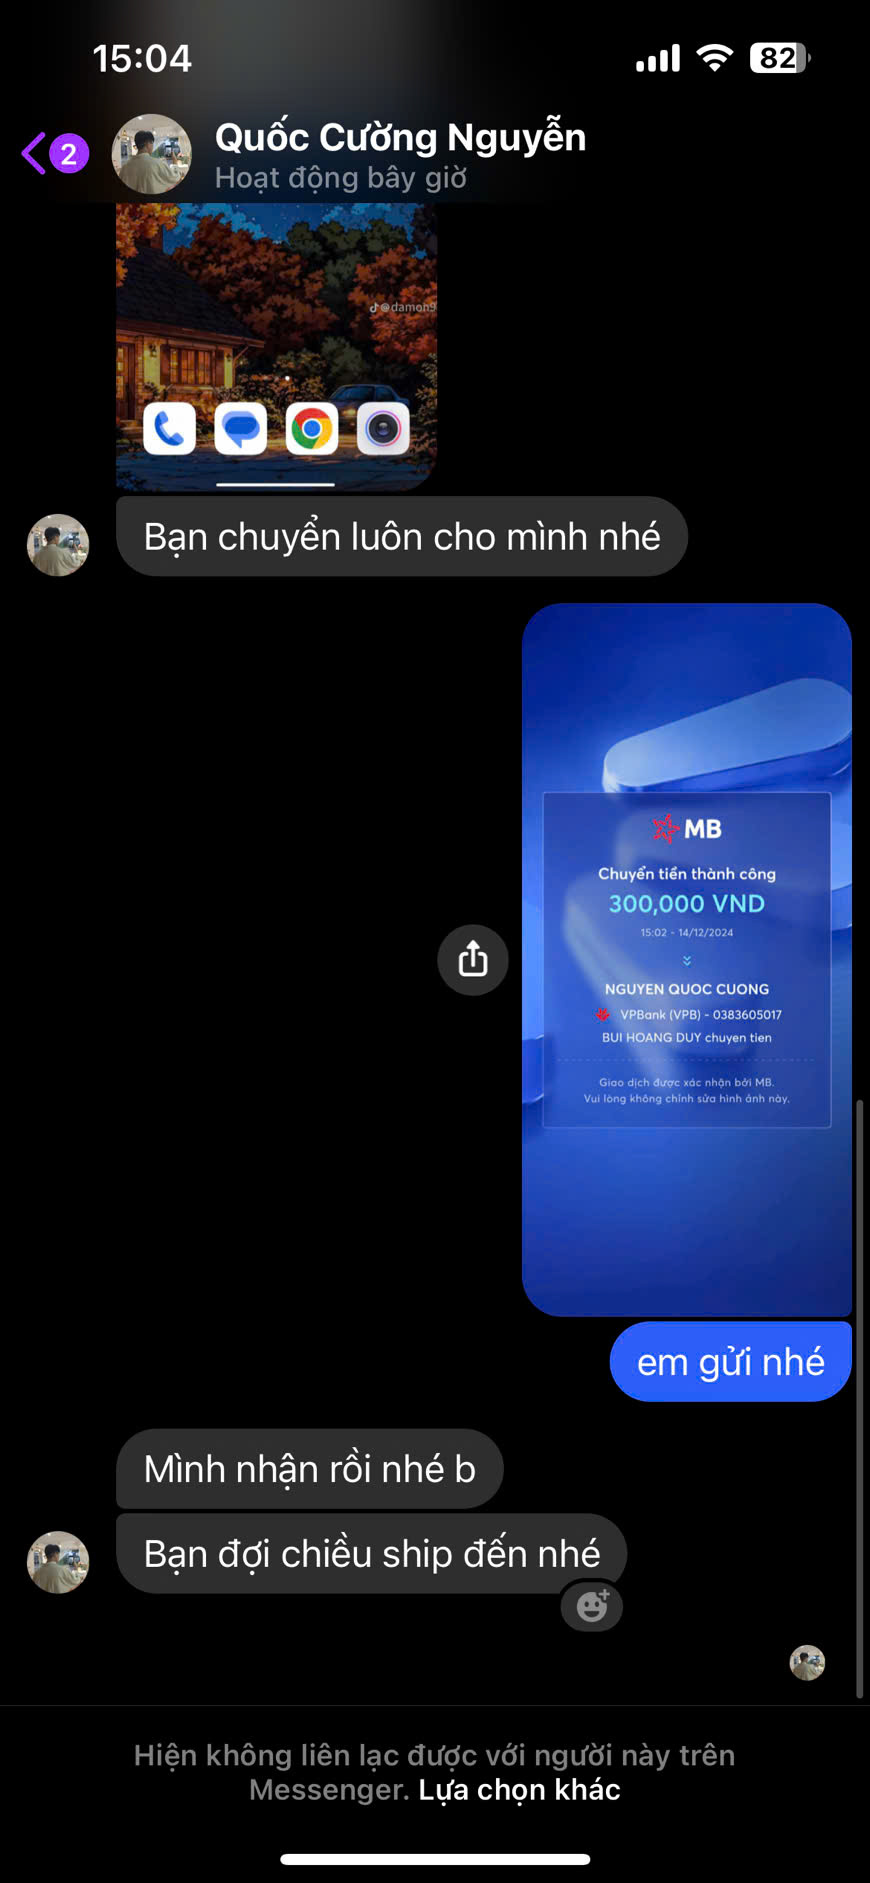 15:04
82
2
Quốc Cường Nguyễn
Hoạt động bây giờ
@damoh9
Bạn chuyển luôn cho mình nhé
MB
Chuyển tiền thành công
300,000 VND
15:02 - 14/12/2024
NGUYEN QUOC CUONG
VPBank (VPB) - 0383605017
BUI HOANG DUY chuyen tien
Giao dịch được xác nhận bởi MB.
Vui lòng không chỉnh sửa hình ảnh này.
em gửi nhé
Mình nhận rồi nhé b
Bạn đợi chiều ship đến nhé
Hiện không liên lạc được với người này trên
Messenger. Lựa chọn khác